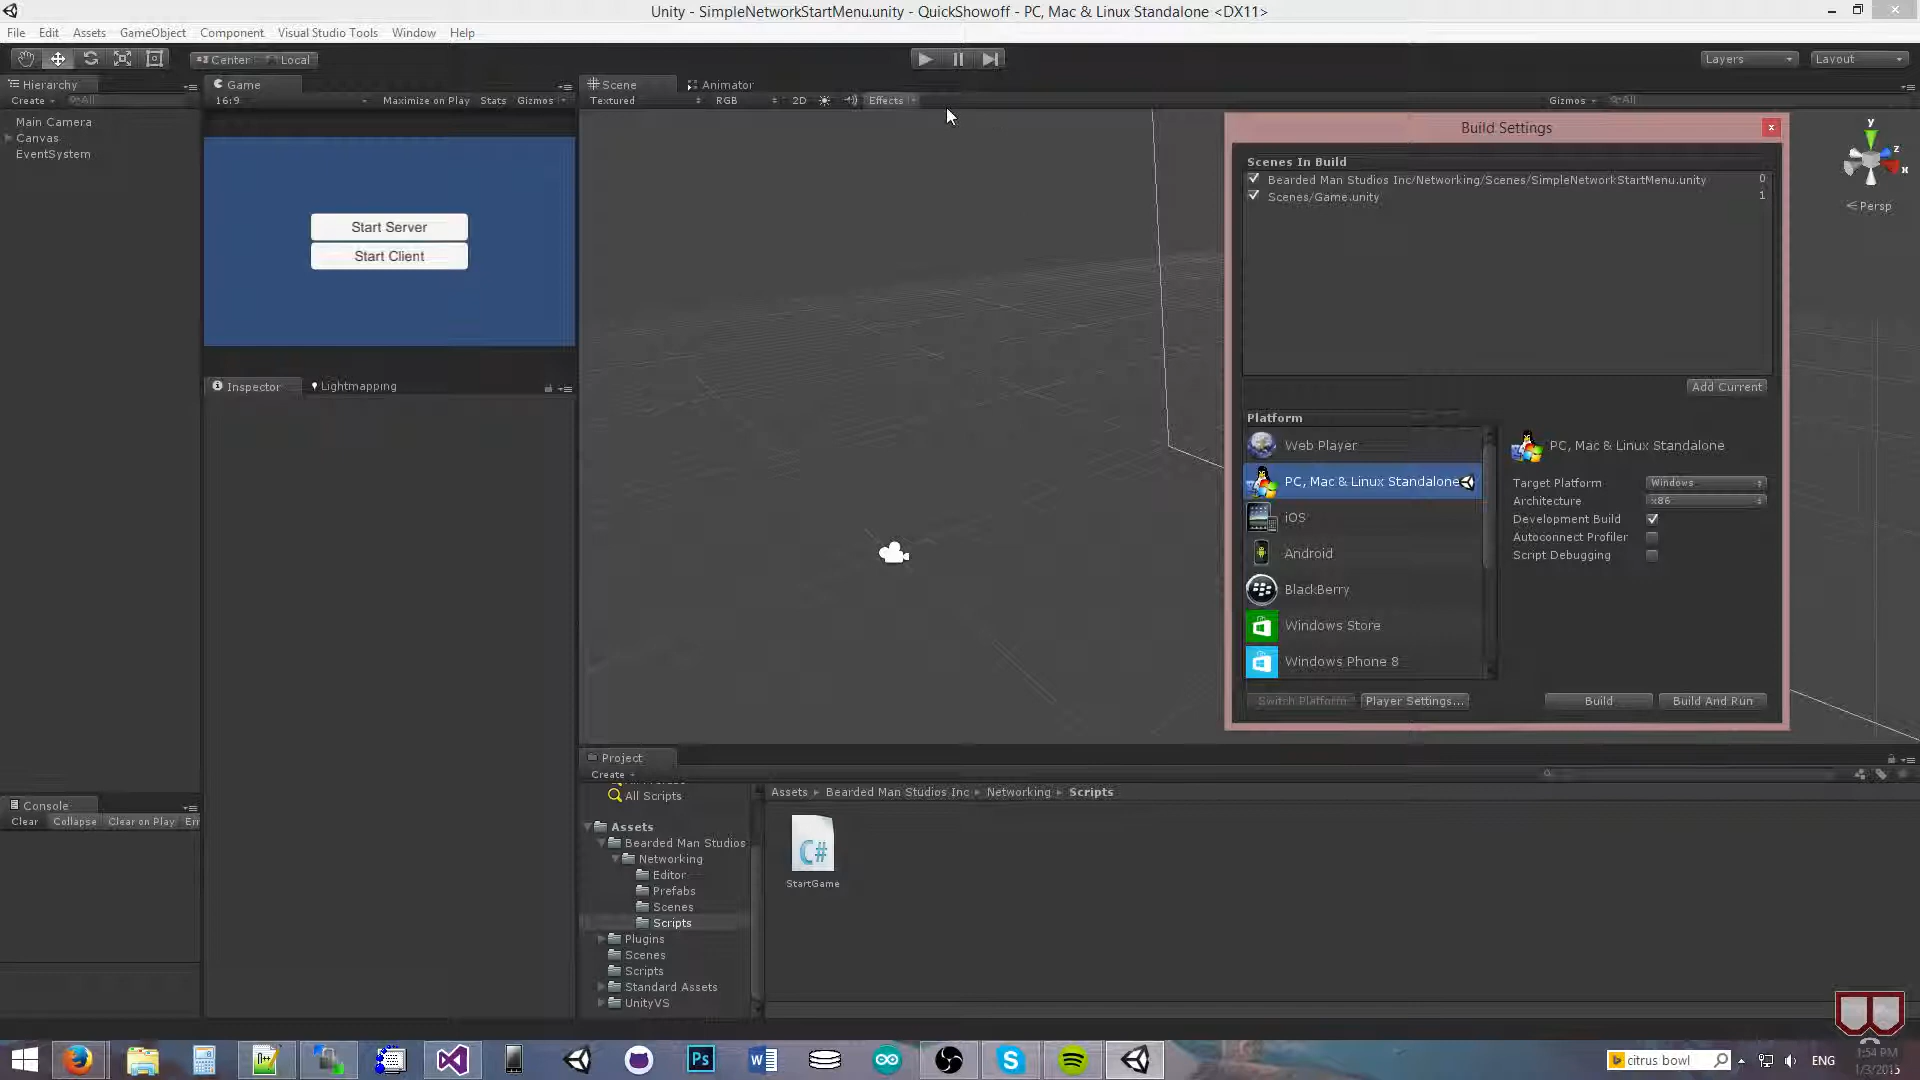 Unity - SimpleNetworkStartMenu.unity - QuickShowoff - PC, Mac & Linux Standalone <DX11>
File Edit Assets GameObject Component Visual Studio Tools Window Help
Center Local
Layers Layout
Hierarchy
Create All
Main Camera
Canvas
EventSystem
Game
16:9 Maximize on Play Stats Gizmos
Start Server
Start Client
Inspector Lightmapping
Scene Animator
Textured RGB 2D Effects Gizmos All
y
z
x
Persp
Build Settings
Scenes In Build
Bearded Man Studios Inc/Networking/Scenes/SimpleNetworkStartMenu.unity 0
Scenes/Game.unity 1
Add Current
Platform
Web Player
PC, Mac & Linux Standalone
iOS
Android
BlackBerry
Windows Store
Windows Phone 8
PC, Mac & Linux Standalone
Target Platform Windows
Architecture x86
Development Build
Autoconnect Profiler
Script Debugging
Switch Platform Player Settings... Build Build And Run
Console
Clear Collapse Clear on Play Err
Project
Create
All Scripts
Assets
Bearded Man Studios
Networking
Editor
Prefabs
Scenes
Scripts
Plugins
Scenes
Scripts
Standard Assets
UnityVS
Assets Bearded Man Studios Inc Networking Scripts
C#
StartGame
Ps
citrus bowl
ENG
1:54 PM
1/3/2015